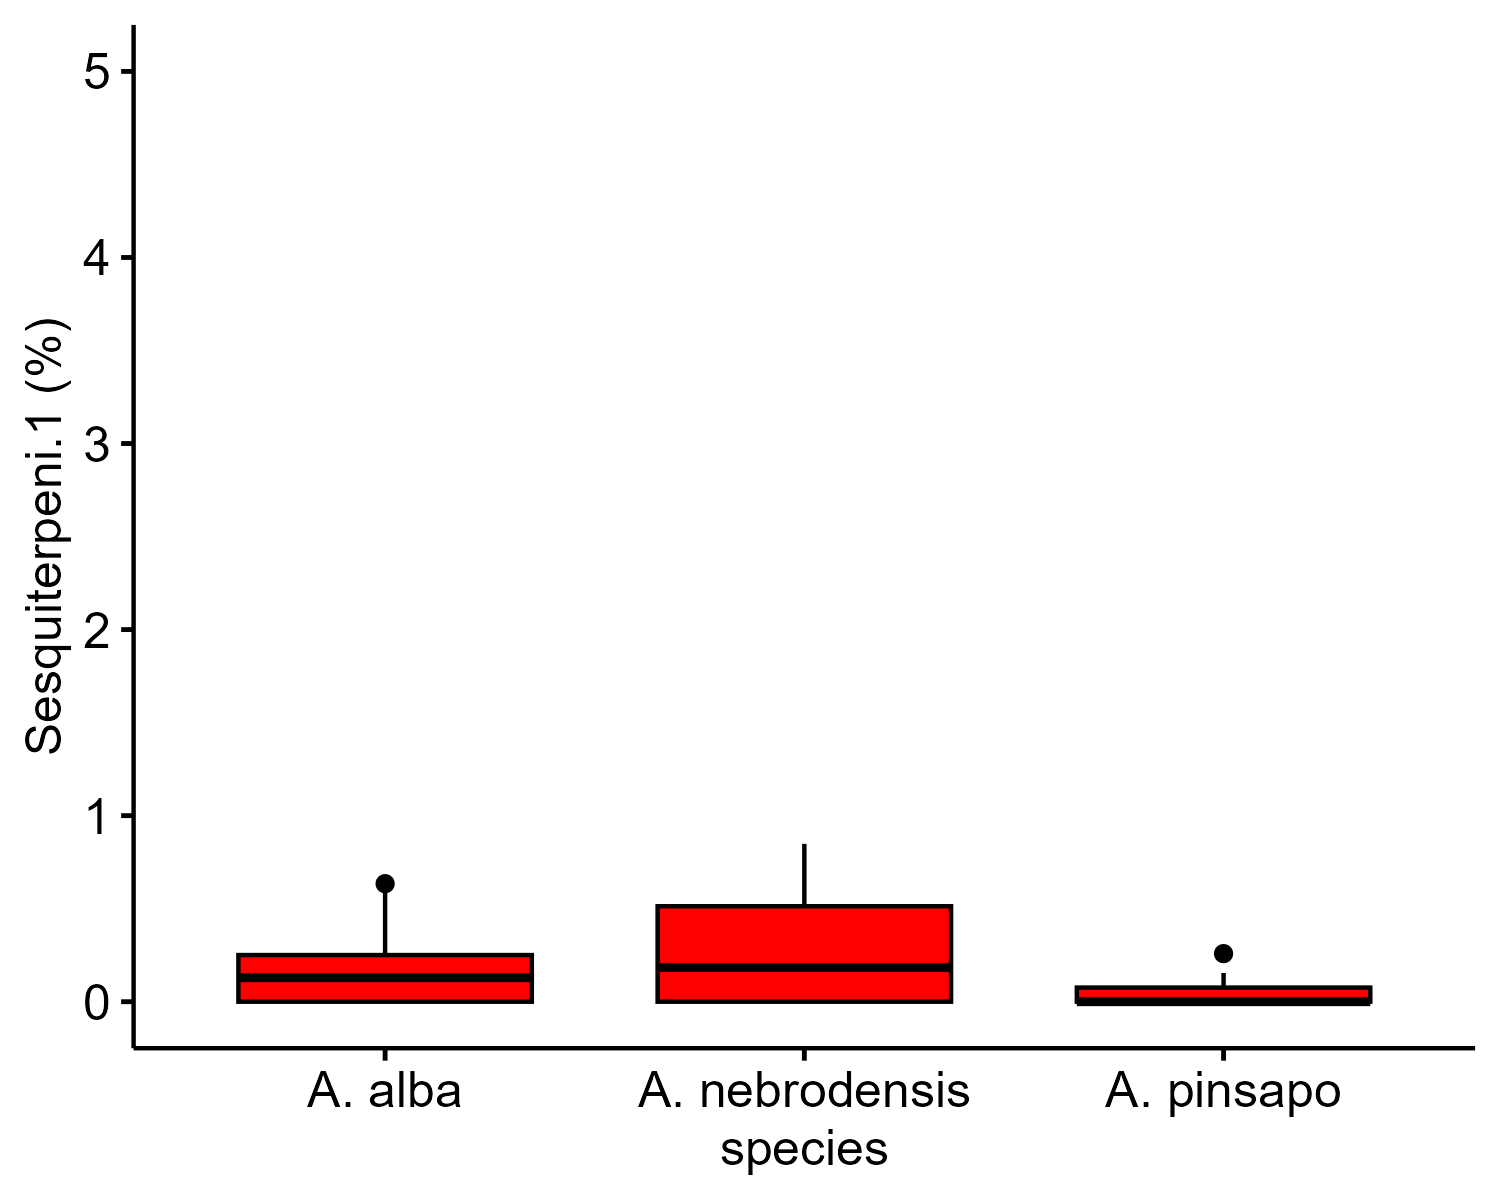 Sesquiterpeni.1 (%)
5
4
3
2
1
0
A. alba
A. nebrodensis
A. pinsapo
species